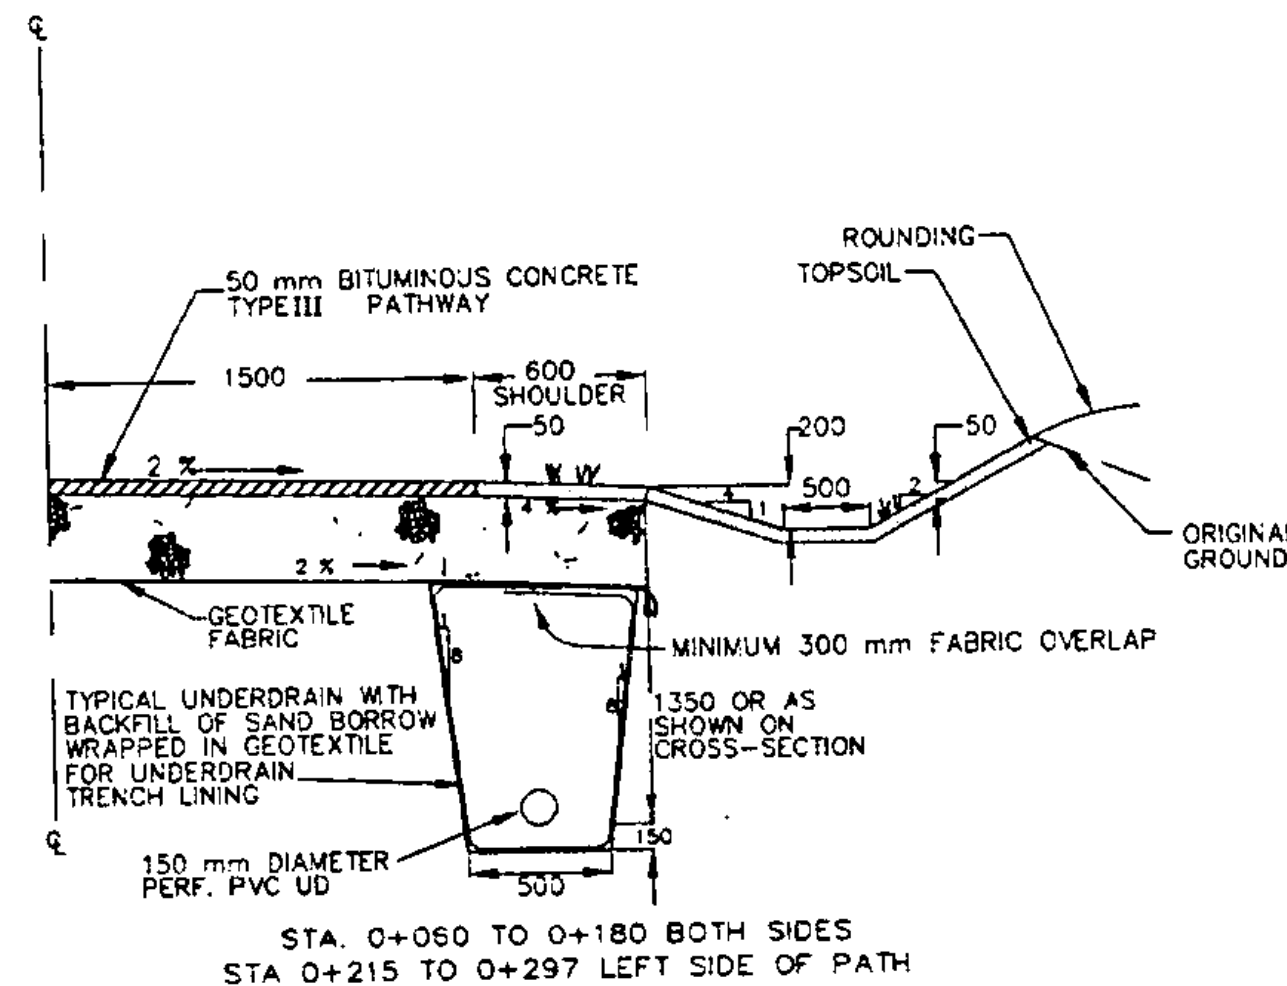 ℄
ROUNDING
TOPSOIL
50 mm BITUMINOUS CONCRETE
TYPE III PATHWAY
1500
600
SHOULDER
50
200
50
2 %
4
1
500
2
4 %
ORIGINAL
GROUND
2 %
GEOTEXTILE
FABRIC
MINIMUM 300 mm FABRIC OVERLAP
8
8
1350 OR AS
SHOWN ON
CROSS-SECTION
TYPICAL UNDERDRAIN WITH
BACKFILL OF SAND BORROW
WRAPPED IN GEOTEXTILE
FOR UNDERDRAIN
TRENCH LINING
℄
150
150 mm DIAMETER
PERF. PVC UD
500
STA. 0+060 TO 0+180 BOTH SIDES
STA 0+215 TO 0+297 LEFT SIDE OF PATH